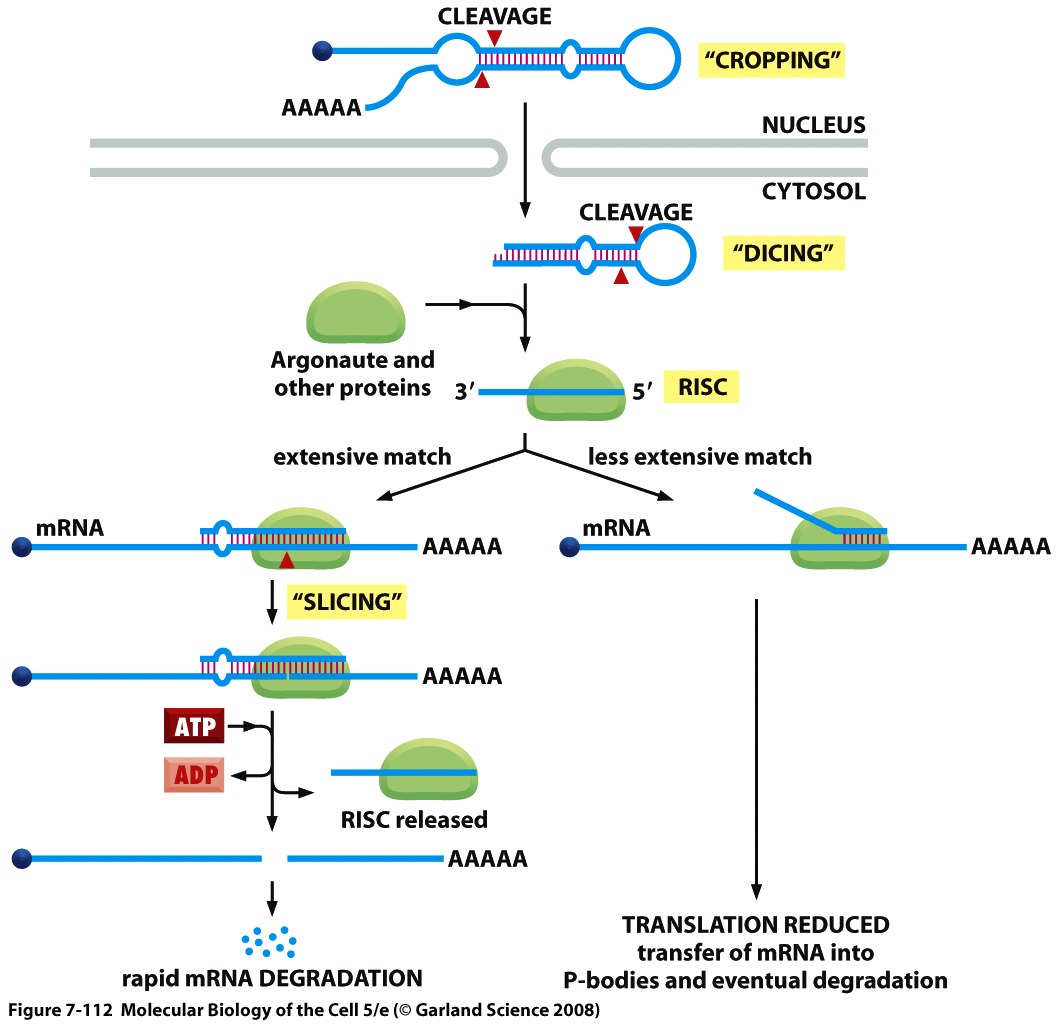 CLEAVAGE
“CROPPING”
AAAAA
NUCLEUS
CYTOSOL
CLEAVAGE
“DICING”
Argonaute and
other proteins
3′
5′
RISC
extensive match
less extensive match
mRNA
AAAAA
mRNA
AAAAA
“SLICING”
AAAAA
ATP
ADP
RISC released
AAAAA
rapid mRNA DEGRADATION
TRANSLATION REDUCED
transfer of mRNA into
P-bodies and eventual degradation
Figure 7-112 Molecular Biology of the Cell 5/e (© Garland Science 2008)